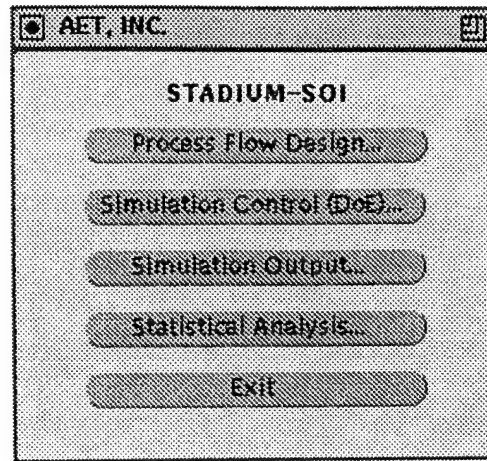 AET, INC.
STADIUM-SOI
Process Flow Design...
Simulation Control (DoE)...
Simulation Output...
Statistical Analysis...
Exit